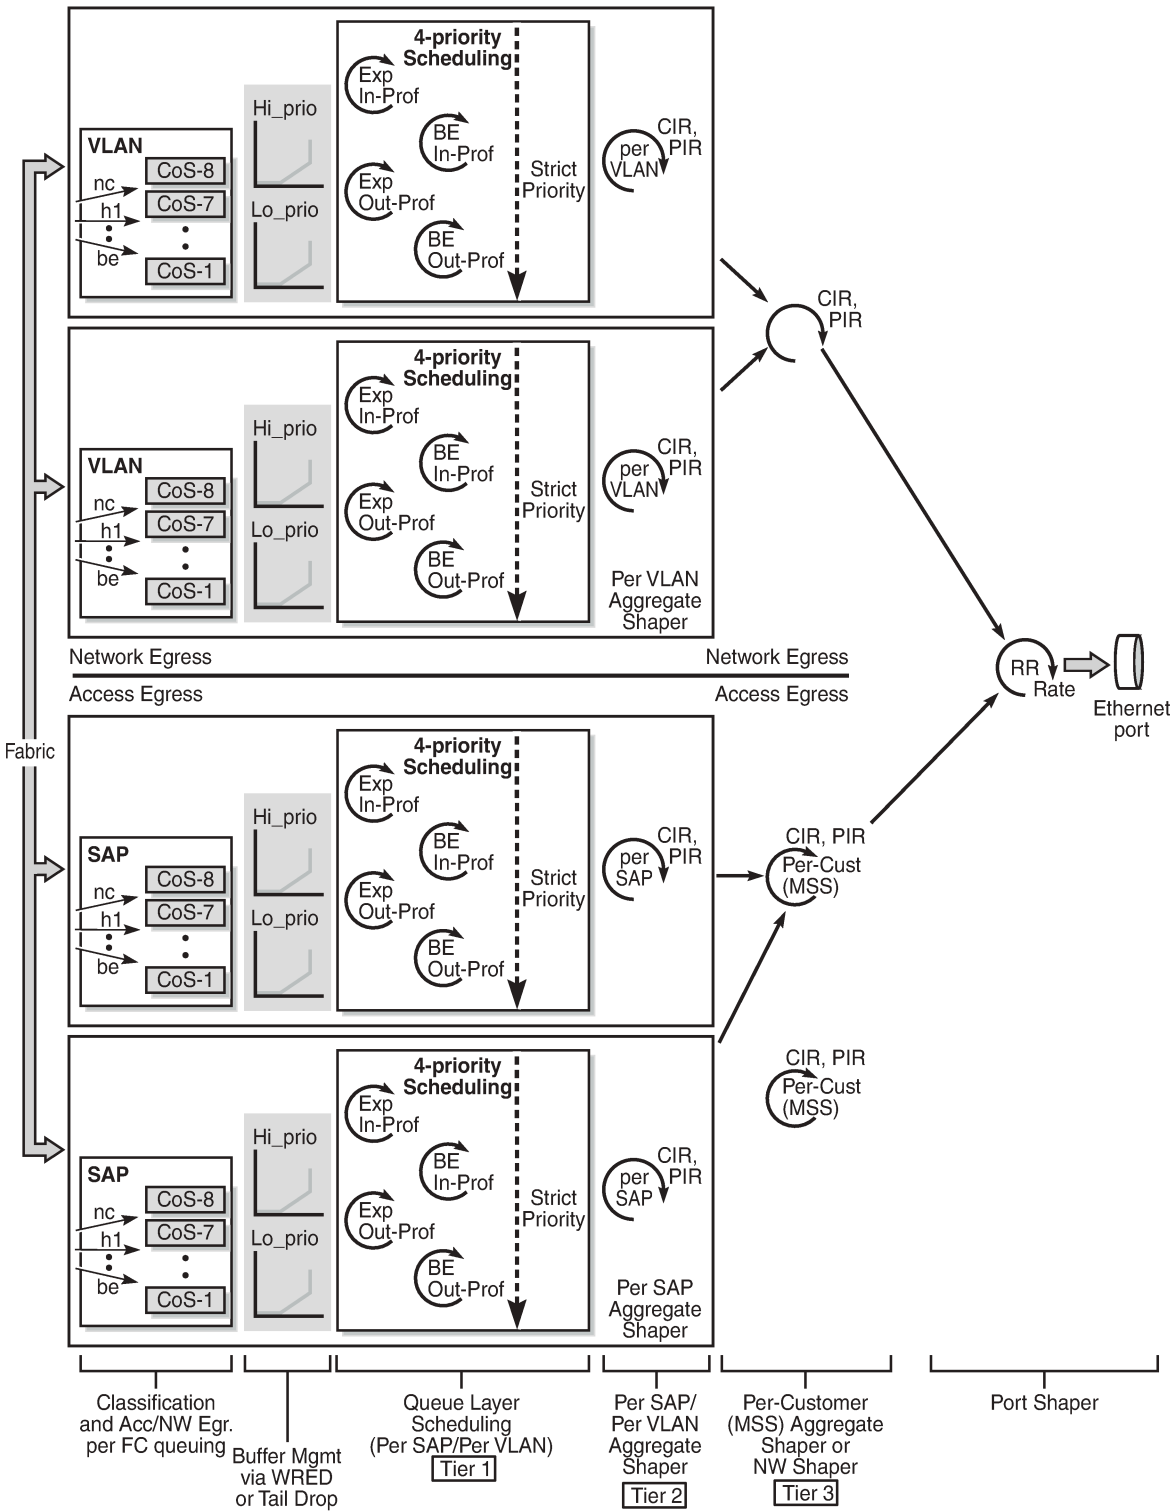 4-priority
Scheduling
Exp
In-Prof
BE
In-Prof
Exp
Out-Prof
BE
Out-Prof
Strict
Priority
Hi_prio
Lo_prio
VLAN
CoS-8
CoS-7
CoS-1
nc
h1
be
per
VLAN
CIR,
PIR
CIR,
PIR
4-priority
Scheduling
Exp
In-Prof
BE
In-Prof
Exp
Out-Prof
BE
Out-Prof
Strict
Priority
Hi_prio
Lo_prio
VLAN
CoS-8
CoS-7
CoS-1
nc
h1
be
per
VLAN
CIR,
PIR
Per VLAN
Aggregate
Shaper
Network Egress
Network Egress
Access Egress
Access Egress
RR
Rate
Ethernet
port
Fabric
4-priority
Scheduling
Exp
In-Prof
BE
In-Prof
Exp
Out-Prof
BE
Out-Prof
Strict
Priority
Hi_prio
Lo_prio
SAP
CoS-8
CoS-7
CoS-1
nc
h1
be
per
SAP
CIR,
PIR
CIR, PIR
Per-Cust
(MSS)
4-priority
Scheduling
Exp
In-Prof
BE
In-Prof
Exp
Out-Prof
BE
Out-Prof
Strict
Priority
Hi_prio
Lo_prio
SAP
CoS-8
CoS-7
CoS-1
nc
h1
be
per
SAP
CIR,
PIR
CIR, PIR
Per-Cust
(MSS)
Per SAP
Aggregate
Shaper
Classification
and Acc/NW Egr.
per FC queuing
Buffer Mgmt
via WRED
or Tail Drop
Queue Layer
Scheduling
(Per SAP/Per VLAN)
Tier 1
Per SAP/
Per VLAN
Aggregate
Shaper
Tier 2
Per-Customer
(MSS) Aggregate
Shaper or
NW Shaper
Tier 3
Port Shaper